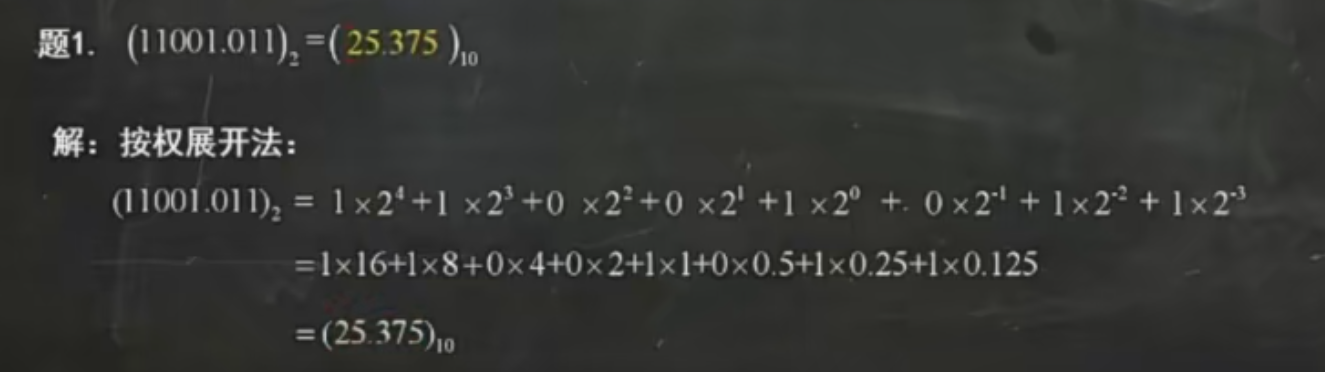 题1. (11001.011)₂=( 25.375 )₁₀
解：按权展开法：
(11001.011)₂ = 1×2⁴+1 ×2³+0 ×2²+0 ×2¹ +1 ×2⁰ +. 0×2⁻¹ + 1×2⁻² + 1×2⁻³
=1×16+1×8+0×4+0×2+1×1+0×0.5+1×0.25+1×0.125
=(25.375)₁₀